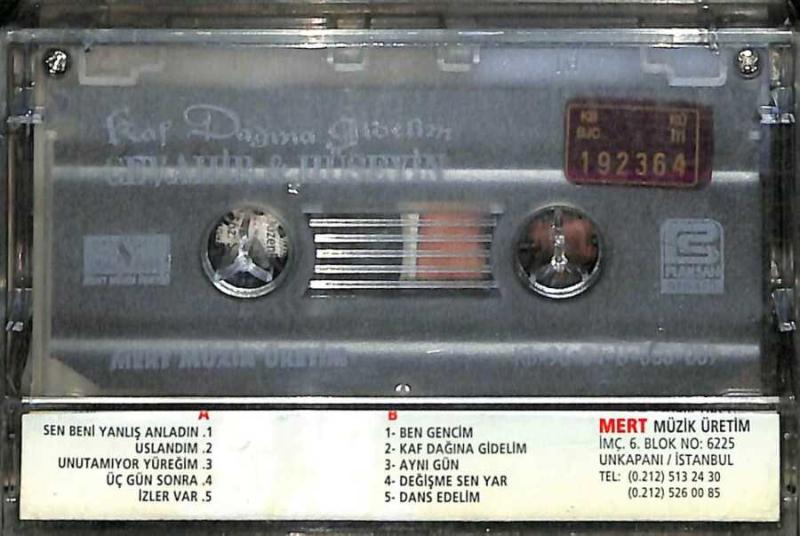 Kaf Dağına Gidelim
CEVAHİR & HÜSEYİN
192364
MERT MÜZİK ÜRETİM
A
SEN BENİ YANLIŞ ANLADIN .1
USLANDIM .2
UNUTAMIYOR YÜREĞİM .3
ÜÇ GÜN SONRA .4
İZLER VAR .5
B
1- BEN GENCİM
2- KAF DAĞINA GİDELİM
3- AYNI GÜN
4- DEĞİŞME SEN YAR
5- DANS EDELİM
MERT MÜZİK ÜRETİM
İMÇ. 6. BLOK NO: 6225
UNKAPANI / İSTANBUL
TEL: (0.212) 513 24 30
(0.212) 526 00 85